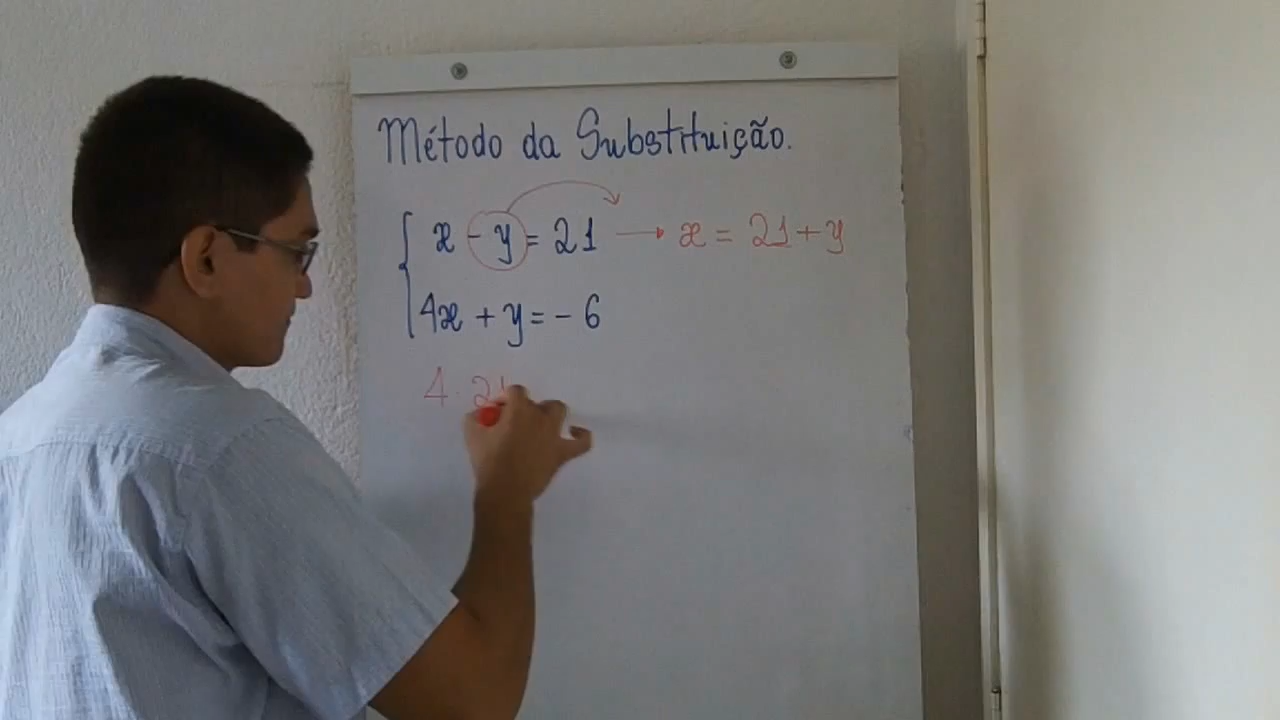 Método da Substituição.
x - y = 21 → x = 21 + y
4x + y = - 6
4 . 21